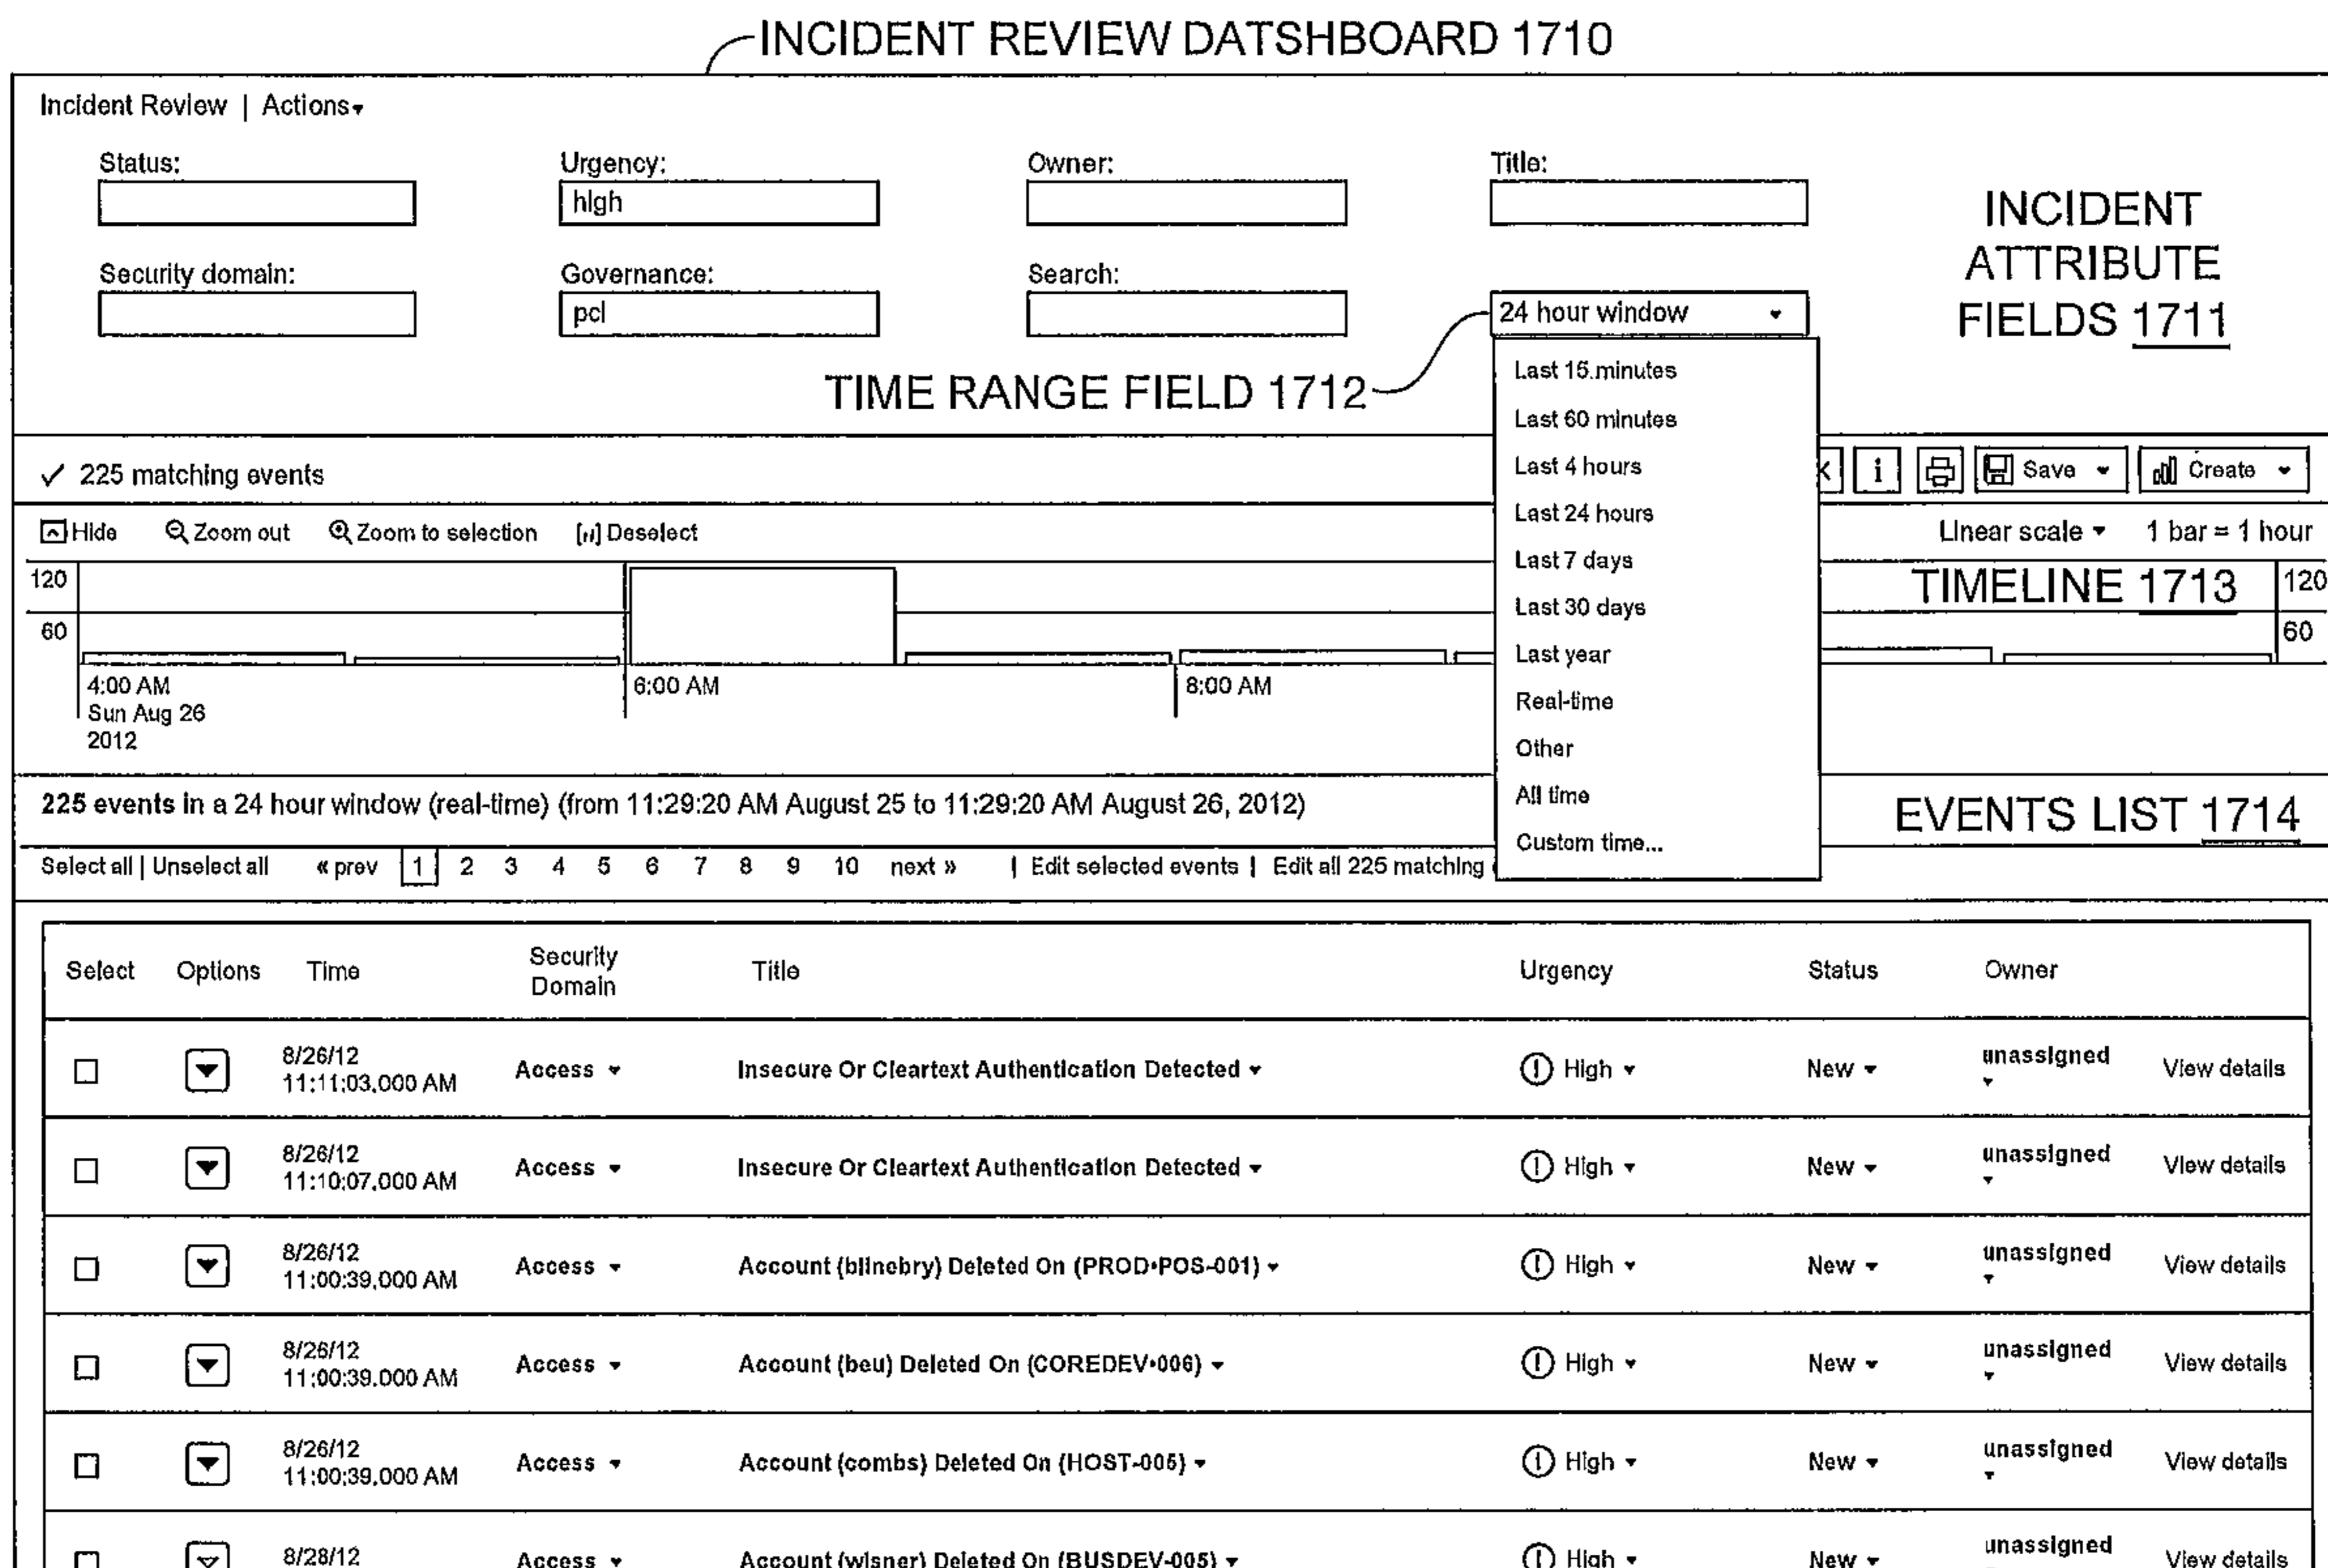 INCIDENT REVIEW DATSHBOARD 1710
Incident Review | Actions
Status: Urgency: Owner: Title:
high
INCIDENT
ATTRIBUTE
FIELDS 1711
Security domain: Governance: Search:
pci 24 hour window
TIME RANGE FIELD 1712
Last 15 minutes
Last 60 minutes
Last 4 hours
Last 24 hours
Last 7 days
Last 30 days
Last year
Real-time
Other
All time
Custom time...
225 matching events
i Save Create
Hide Zoom out Zoom to selection Deselect
Linear scale 1 bar = 1 hour
TIMELINE 1713
120 120
60 60
4:00 AM 6:00 AM 8:00 AM
Sun Aug 26
2012
225 events in a 24 hour window (real-time) (from 11:29:20 AM August 25 to 11:29:20 AM August 26, 2012)
EVENTS LIST 1714
Select all | Unselect all « prev 1 2 3 4 5 6 7 8 9 10 next » | Edit selected events | Edit all 225 matching
Select Options Time Security Domain Title Urgency Status Owner
8/26/12 11:11:03.000 AM Access Insecure Or Cleartext Authentication Detected High New unassigned View details
8/26/12 11:10:07.000 AM Access Insecure Or Cleartext Authentication Detected High New unassigned View details
8/26/12 11:00:39.000 AM Access Account (blinebry) Deleted On (PROD-POS-001) High New unassigned View details
8/26/12 11:00:39.000 AM Access Account (beu) Deleted On (COREDEV-006) High New unassigned View details
8/26/12 11:00:39.000 AM Access Account (combs) Deleted On (HOST-005) High New unassigned View details
8/28/12 Access Account (wisner) Deleted On (BUSDEV-005) High New unassigned View details